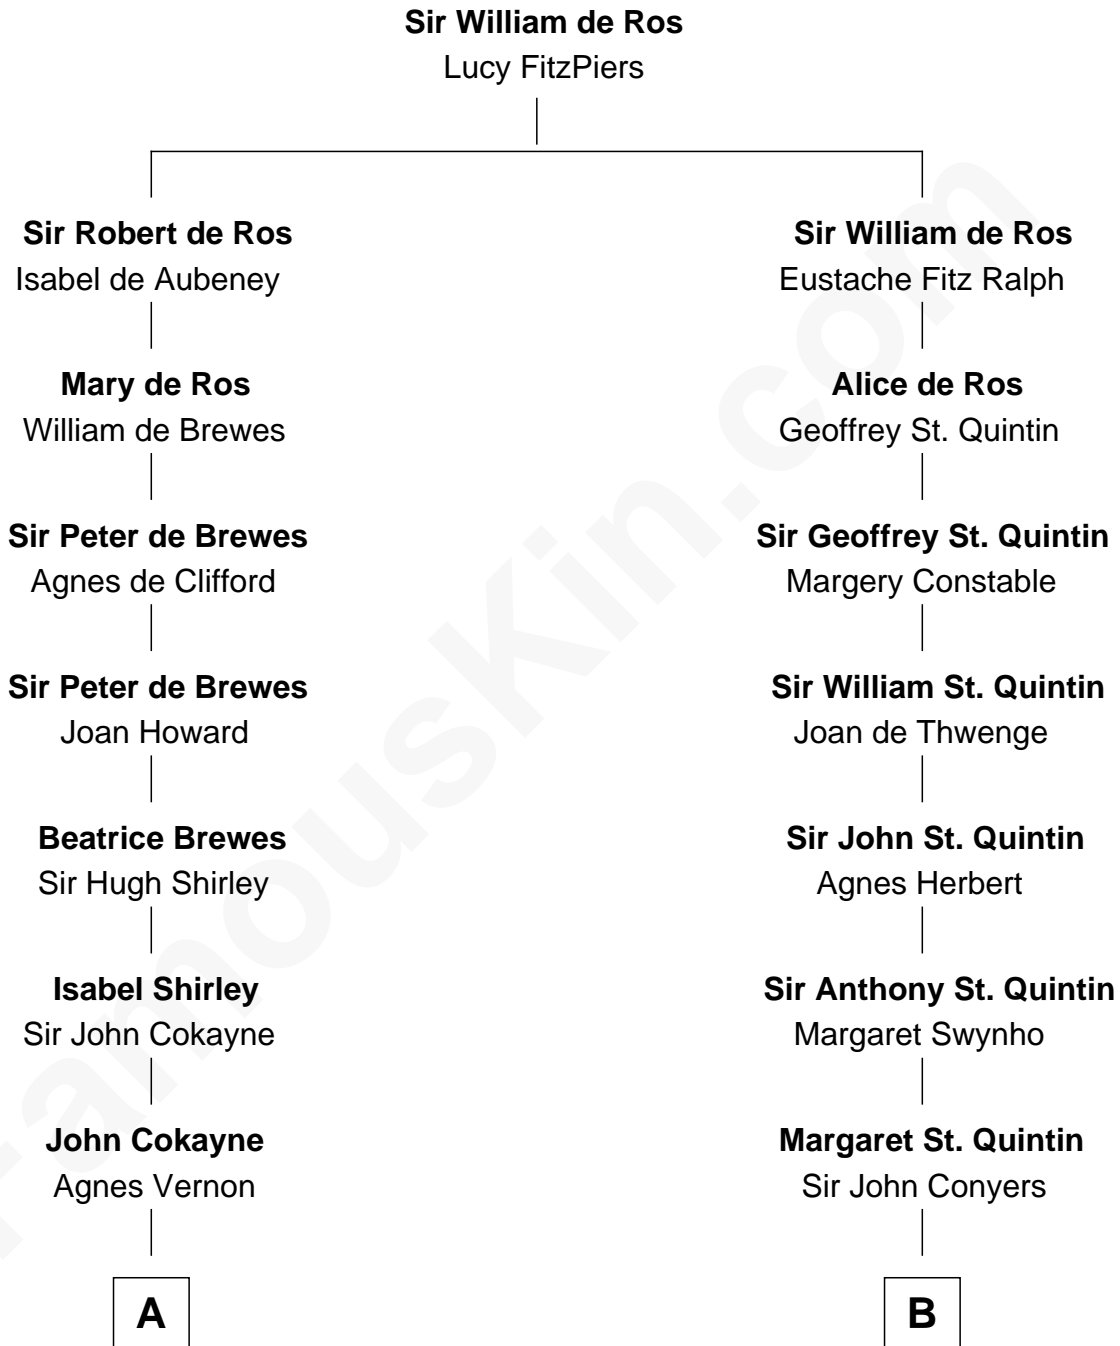 Sir William de Ros
Lucy FitzPiers
Sir Robert de Ros
Isabel de Aubeney
Mary de Ros
William de Brewes
Sir Peter de Brewes
Agnes de Clifford
Sir Peter de Brewes
Joan Howard
Beatrice Brewes
Sir Hugh Shirley
Isabel Shirley
Sir John Cokayne
John Cokayne
Agnes Vernon
A
Sir William de Ros
Eustache Fitz Ralph
Alice de Ros
Geoffrey St. Quintin
Sir Geoffrey St. Quintin
Margery Constable
Sir William St. Quintin
Joan de Thwenge
Sir John St. Quintin
Agnes Herbert
Sir Anthony St. Quintin
Margaret Swynho
Margaret St. Quintin
Sir John Conyers
B
FamousKin.com